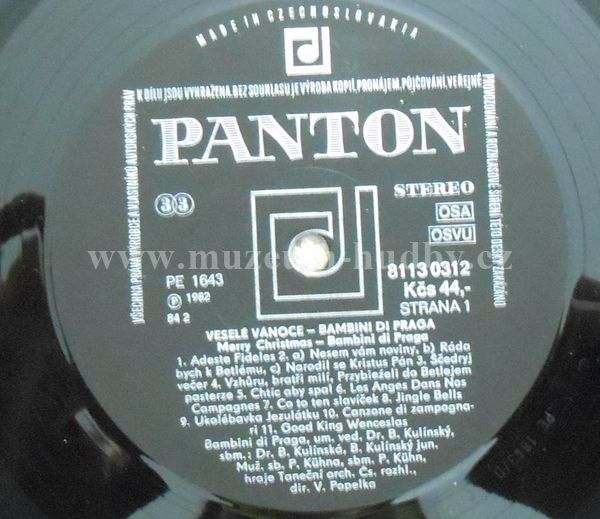 MADE IN CZECHOSLOVAKIA
VŠECHNA PRÁVA VÝROBCE A VLASTNÍKŮ AUTORSKÝCH PRÁV
K DÍLU JSOU VYHRAZENA. BEZ SOUHLASU JE VÝROBA KOPIÍ, PRONÁJEM, PŮJČOVÁNÍ, VEŘEJNÉ
PROVOZOVÁNÍ A ROZHLASOVÉ ŠÍŘENÍ TÉTO DESKY ZAKÁZÁNO
PANTON
33
STEREO
OSA
OSVU
www.muzeum-hudby.cz
PE 1643
℗ 1982
84 2
8113 0312
Kčs 44,-
STRANA 1
VESELÉ VÁNOCE – BAMBINI DI PRAGA
Merry Christmas – Bambini di Praga
1. Adeste Fideles 2. a) Nesem vám noviny, b) Ráda
bych k Betlému, c) Narodil se Kristus Pán 3. Ščedryj
večer 4. Vzhůru, bratři milí, Přybieželi do Betlejem
pasterze 5. Chtíc aby spal 6. Les Anges Dans Nos
Campagnes 7. Co to ten slavíček 8. Jingle Bells
9. Ukolébavka Jezulátku 10. Canzone di zampogna-
ri 11. Good King Wenceslas
Bambini di Praga, um. ved. Dr. B. Kulínský,
sbm.: Dr. B. Kulínská, B. Kulínský jun.
Muž. sb. P. Kühna, sbm. P. Kühn,
hraje Taneční orch. Čs. rozhl.,
dir. V. Popelka